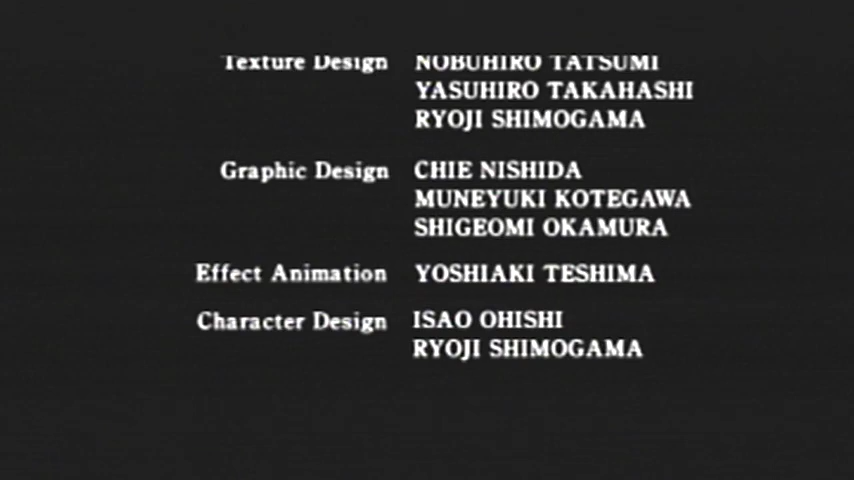 Texture Design NOBUHIRO TATSUMI
YASUHIRO TAKAHASHI
RYOJI SHIMOGAMA
Graphic Design CHIE NISHIDA
MUNEYUKI KOTEGAWA
SHIGEOMI OKAMURA
Effect Animation YOSHIAKI TESHIMA
Character Design ISAO OHISHI
RYOJI SHIMOGAMA